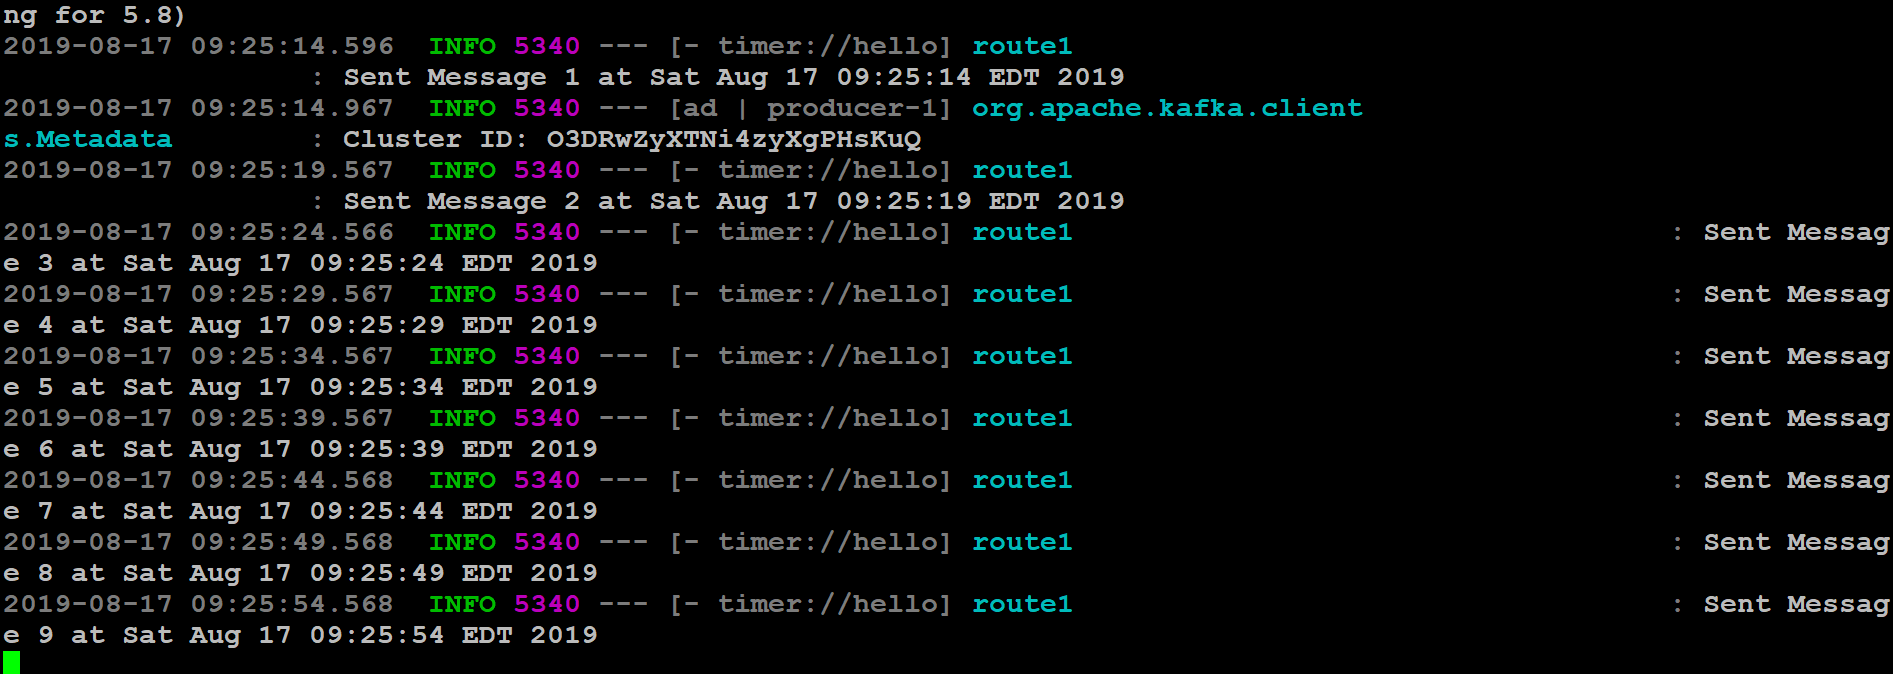 ng for 5.8)
2019-08-17 09:25:14.596  INFO 5340 --- [- timer://hello] route1
: Sent Message 1 at Sat Aug 17 09:25:14 EDT 2019
2019-08-17 09:25:14.967  INFO 5340 --- [ad | producer-1] org.apache.kafka.client
s.Metadata        : Cluster ID: O3DRwZyXTNi4zyXgPHsKuQ
2019-08-17 09:25:19.567  INFO 5340 --- [- timer://hello] route1
: Sent Message 2 at Sat Aug 17 09:25:19 EDT 2019
2019-08-17 09:25:24.566  INFO 5340 --- [- timer://hello] route1                                   : Sent Messag
e 3 at Sat Aug 17 09:25:24 EDT 2019
2019-08-17 09:25:29.567  INFO 5340 --- [- timer://hello] route1                                   : Sent Messag
e 4 at Sat Aug 17 09:25:29 EDT 2019
2019-08-17 09:25:34.567  INFO 5340 --- [- timer://hello] route1                                   : Sent Messag
e 5 at Sat Aug 17 09:25:34 EDT 2019
2019-08-17 09:25:39.567  INFO 5340 --- [- timer://hello] route1                                   : Sent Messag
e 6 at Sat Aug 17 09:25:39 EDT 2019
2019-08-17 09:25:44.568  INFO 5340 --- [- timer://hello] route1                                   : Sent Messag
e 7 at Sat Aug 17 09:25:44 EDT 2019
2019-08-17 09:25:49.568  INFO 5340 --- [- timer://hello] route1                                   : Sent Messag
e 8 at Sat Aug 17 09:25:49 EDT 2019
2019-08-17 09:25:54.568  INFO 5340 --- [- timer://hello] route1                                   : Sent Messag
e 9 at Sat Aug 17 09:25:54 EDT 2019